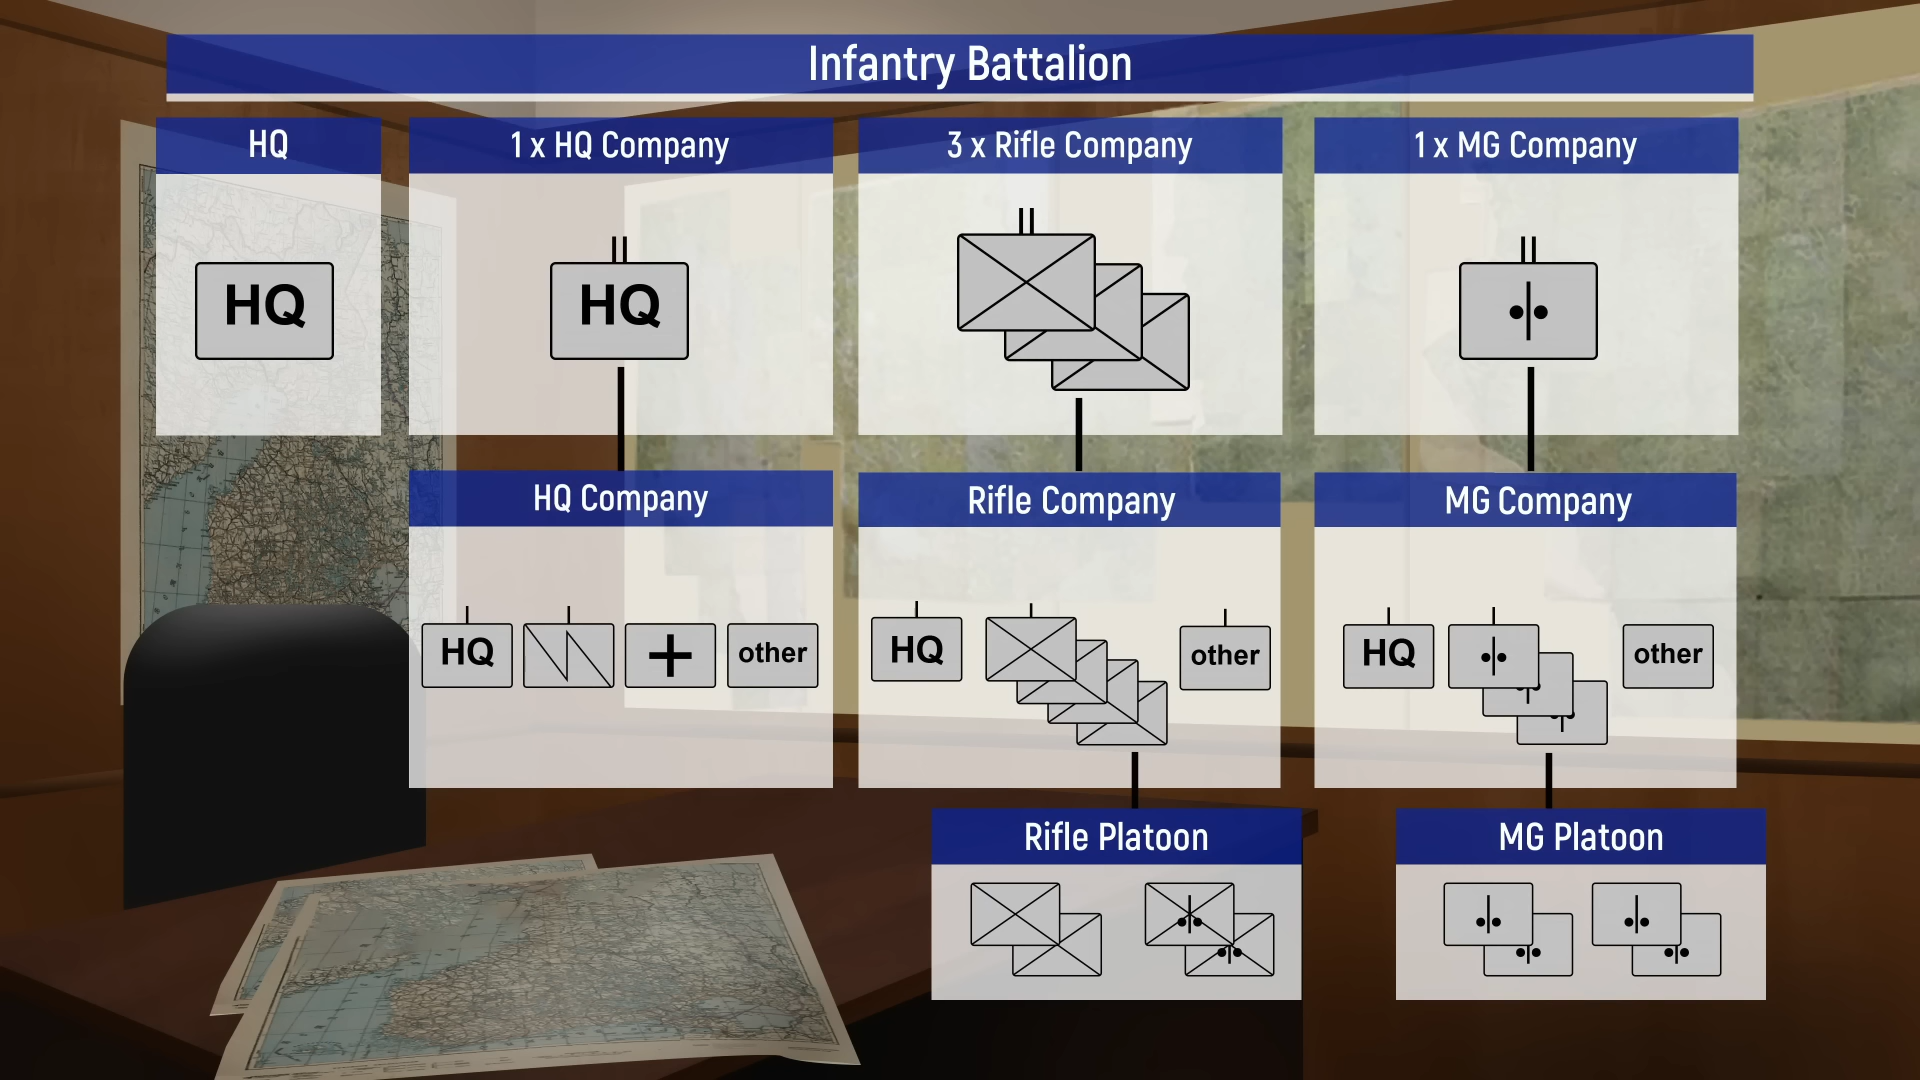 Infantry Battalion
HQ
1 x HQ Company
3 x Rifle Company
1 x MG Company
HQ
HQ
HQ Company
Rifle Company
MG Company
HQ
other
HQ
other
HQ
other
Rifle Platoon
MG Platoon